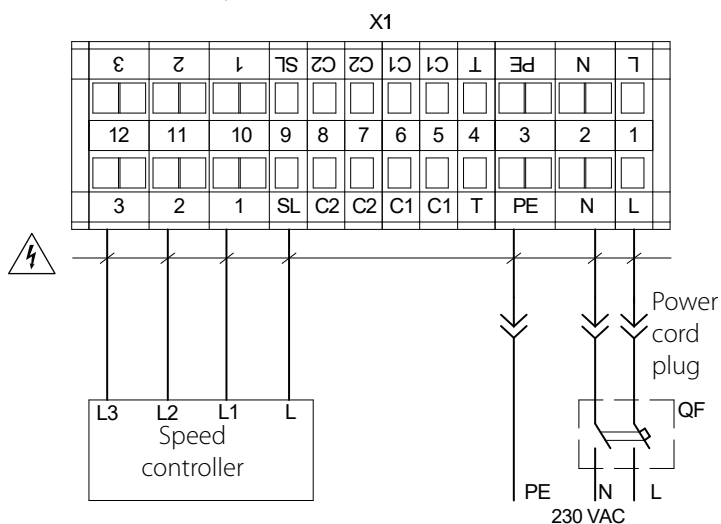 X1
3 2 1 SL C2 C2 C1 C1 T PE N L
12 11 10 9 8 7 6 5 4 3 2 1
3 2 1 SL C2 C2 C1 C1 T PE N L
Power
cord
plug
L3 L2 L1 L
QF
Speed
controller
PE N L
230 VAC